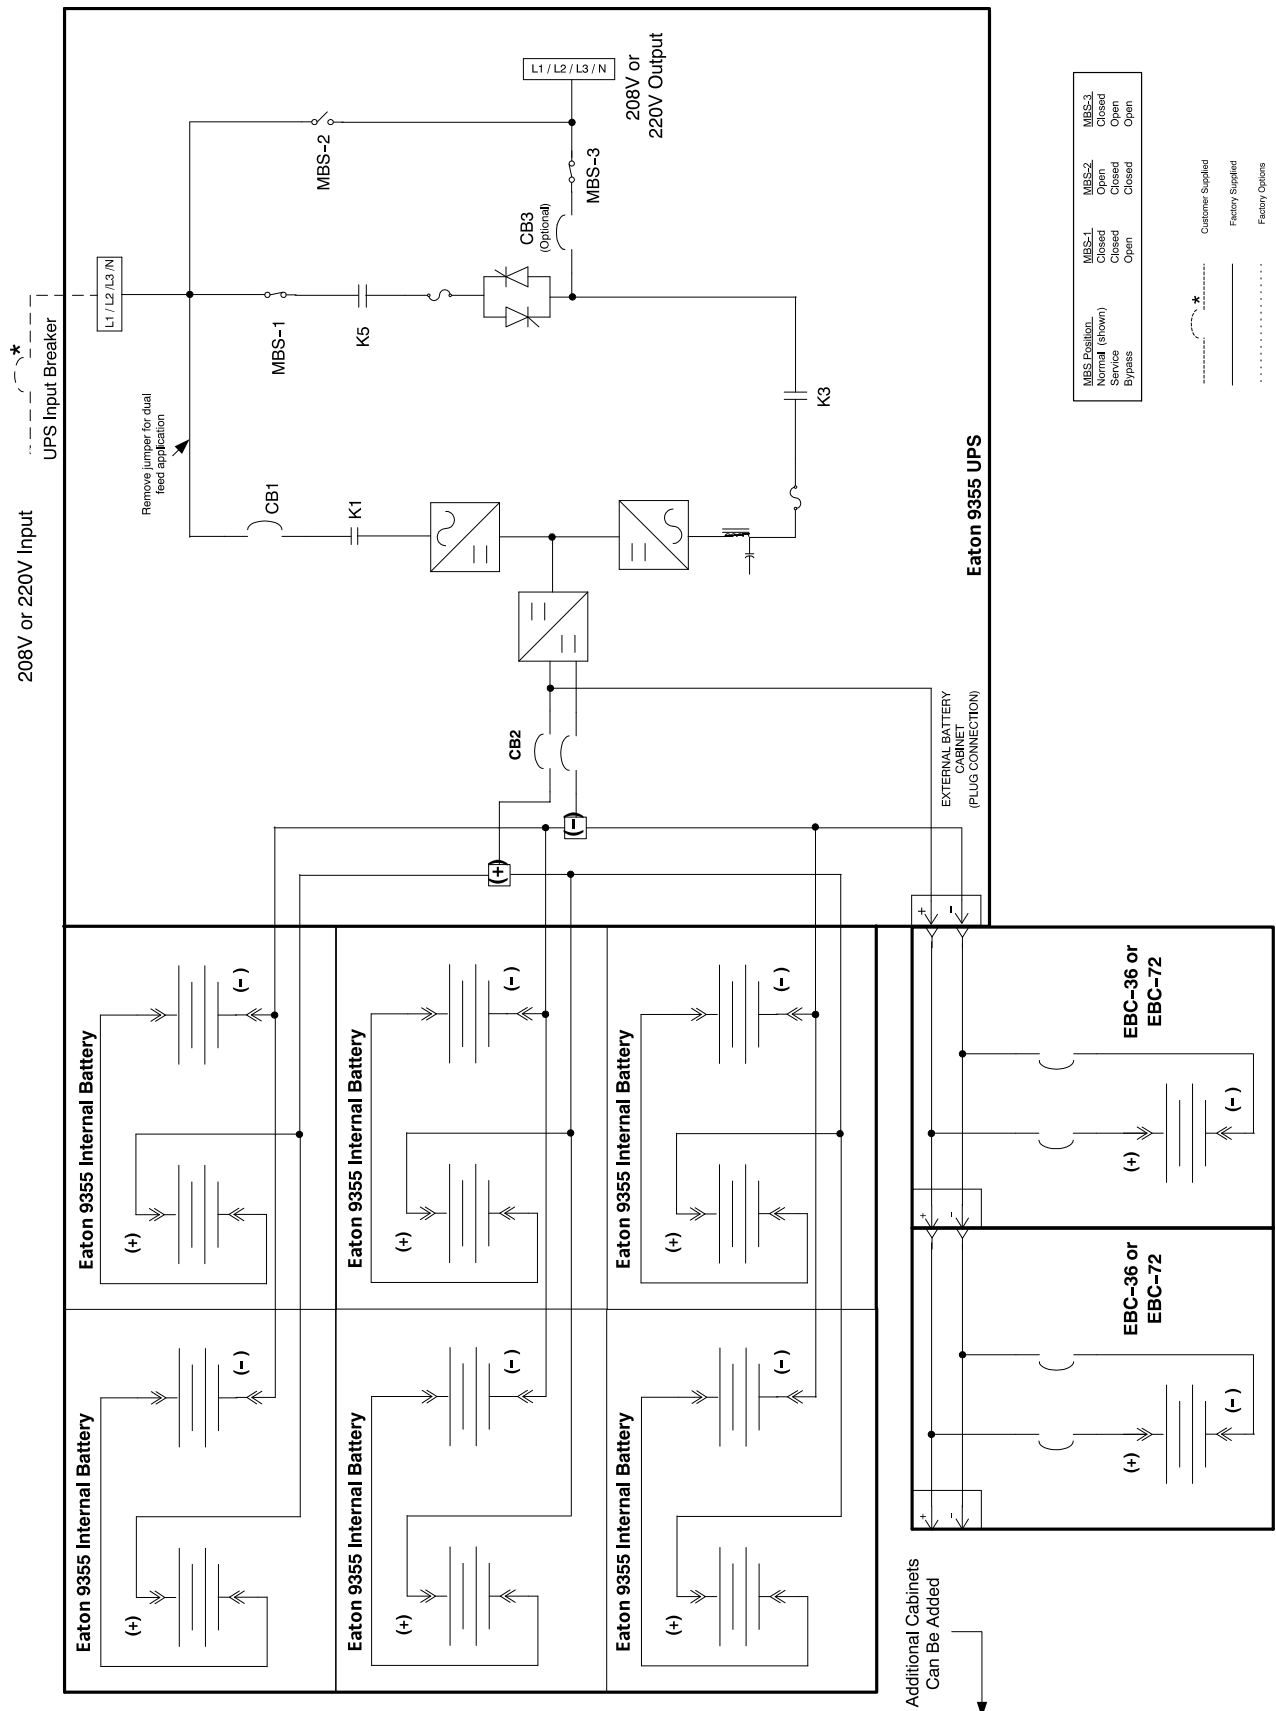 208V or 220V Input
UPS Input Breaker
*
L1 / L2 /L3 /N
Remove jumper for dual
feed application
CB1
K1
MBS-1
K5
MBS-2
L1 / L2 / L3 / N
208V or
220V Output
MBS-3
CB3
(Optional)
K3
CB2
(+)
(-)
EXTERNAL BATTERY
CABINET
(PLUG CONNECTION)
+
-
Eaton 9355 UPS
MBS Position MBS-1 MBS-2 MBS-3
Normal (shown) Closed Open Closed
Service Closed Closed Open
Bypass Open Closed Open
*
Customer Supplied
Factory Supplied
Factory Options
Eaton 9355 Internal Battery
(+)
(-)
Eaton 9355 Internal Battery
(+)
(-)
Eaton 9355 Internal Battery
(+)
(-)
Eaton 9355 Internal Battery
(+)
(-)
Eaton 9355 Internal Battery
(+)
(-)
Eaton 9355 Internal Battery
(+)
(-)
EBC-36 or
EBC-72
(+)
(-)
+
-
EBC-36 or
EBC-72
(+)
(-)
+
-
Additional Cabinets
Can Be Added